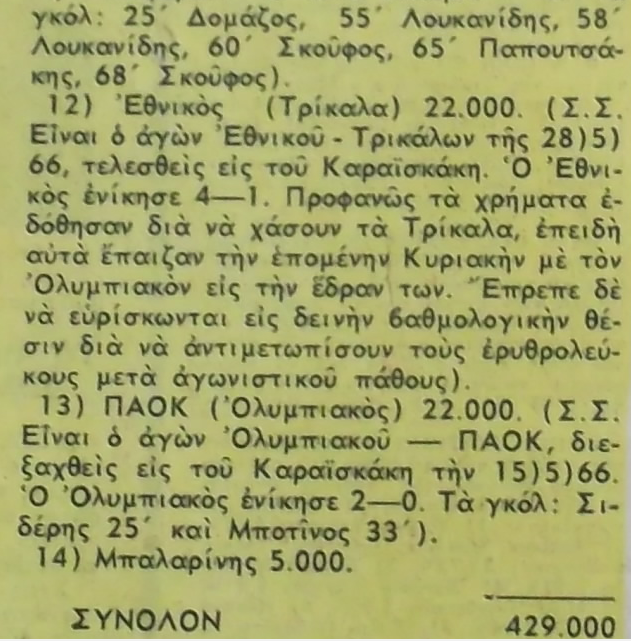 γκόλ: 25΄ Δομάζος, 55΄ Λουκανίδης, 58΄
Λουκανίδης, 60΄ Σκοῦφος, 65΄ Παπουτσά-
κης, 68΄ Σκοῦφος).
12) Ἐθνικὸς (Τρίκαλα) 22.000. (Σ.Σ.
Εἶναι ὁ ἀγὼν Ἐθνικοῦ - Τρικάλων τῆς 28)5)
66, τελεσθεὶς εἰς τοῦ Καραϊσκάκη. Ὁ Ἐθνι-
κὸς ἐνίκησε 4—1. Προφανῶς τὰ χρήματα ἐ-
δόθησαν διὰ νὰ χάσουν τὰ Τρίκαλα, ἐπειδὴ
αὐτὰ ἔπαιζαν τὴν ἑπομένην Κυριακὴν μὲ τὸν
Ὀλυμπιακὸν εἰς τὴν ἕδραν των. Ἔπρεπε δὲ
νὰ εὑρίσκωνται εἰς δεινὴν βαθμολογικὴν θέ-
σιν διὰ νὰ ἀντιμετωπίσουν τοὺς ἐρυθρολεύ-
κους μετὰ ἀγωνιστικοῦ πάθους).
13) ΠΑΟΚ (Ὀλυμπιακὸς) 22.000. (Σ.Σ.
Εἶναι ὁ ἀγὼν Ὀλυμπιακοῦ — ΠΑΟΚ, διε-
ξαχθεὶς εἰς τοῦ Καραϊσκάκη τὴν 15)5)66.
Ὁ Ὀλυμπιακὸς ἐνίκησε 2—0. Τὰ γκόλ: Σι-
δέρης 25΄ καὶ Μποτῖνος 33΄).
14) Μπαλαρίνης 5.000.
ΣΥΝΟΛΟΝ 429.000